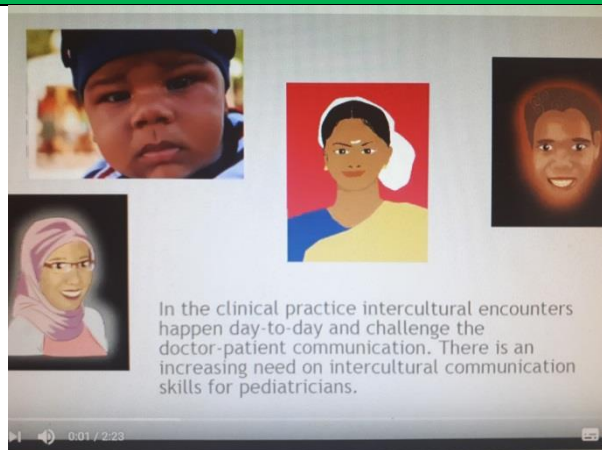 In the clinical practice intercultural encounters
happen day-to-day and challenge the
doctor-patient communication. There is an
increasing need on intercultural communication
skills for pediatricians.
0:01 / 2:23